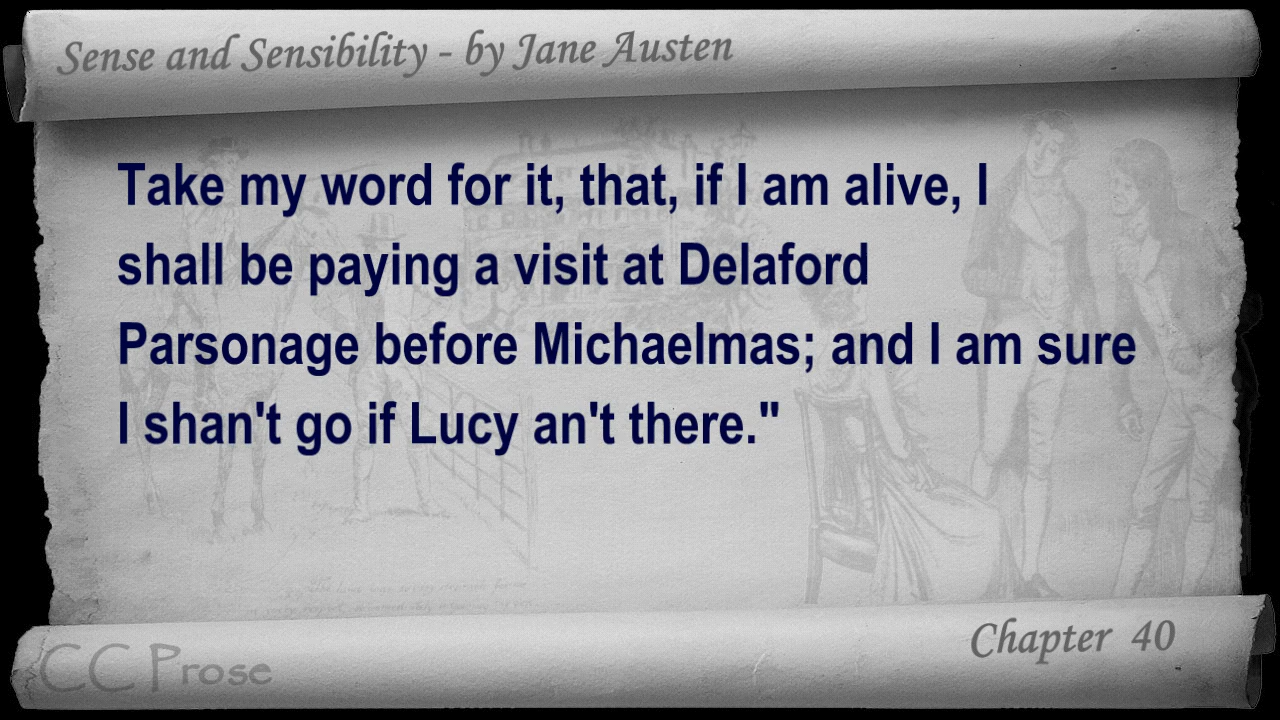 Sense and Sensibility - by Jane Austen
Take my word for it, that, if I am alive, I
shall be paying a visit at Delaford
Parsonage before Michaelmas; and I am sure
I shan't go if Lucy an't there."
Chapter 40
CC Prose